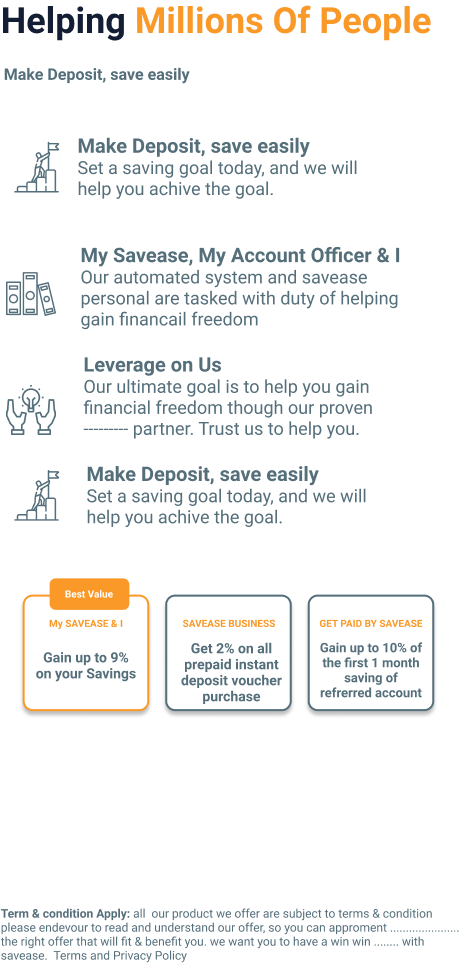 Helping Millions Of People
Make Deposit, save easily
Make Deposit, save easily
Set a saving goal today, and we will
help you achive the goal.
My Savease, My Account Officer & I
Our automated system and savease
personal are tasked with duty of helping
gain financail freedom
Leverage on Us
Our ultimate goal is to help you gain
financial freedom though our proven
--------- partner. Trust us to help you.
Make Deposit, save easily
Set a saving goal today, and we will
help you achive the goal.
Best Value
My SAVEASE & I
Gain up to 9%
on your Savings
SAVEASE BUSINESS
Get 2% on all
prepaid instant
deposit voucher
purchase
GET PAID BY SAVEASE
Gain up to 10% of
the first 1 month
saving of
refrerred account
Term & condition Apply: all  our product we offer are subject to terms & condition
please endevour to read and understand our offer, so you can approment ......................
the right offer that will fit & benefit you. we want you to have a win win ........ with
savease.  Terms and Privacy Policy